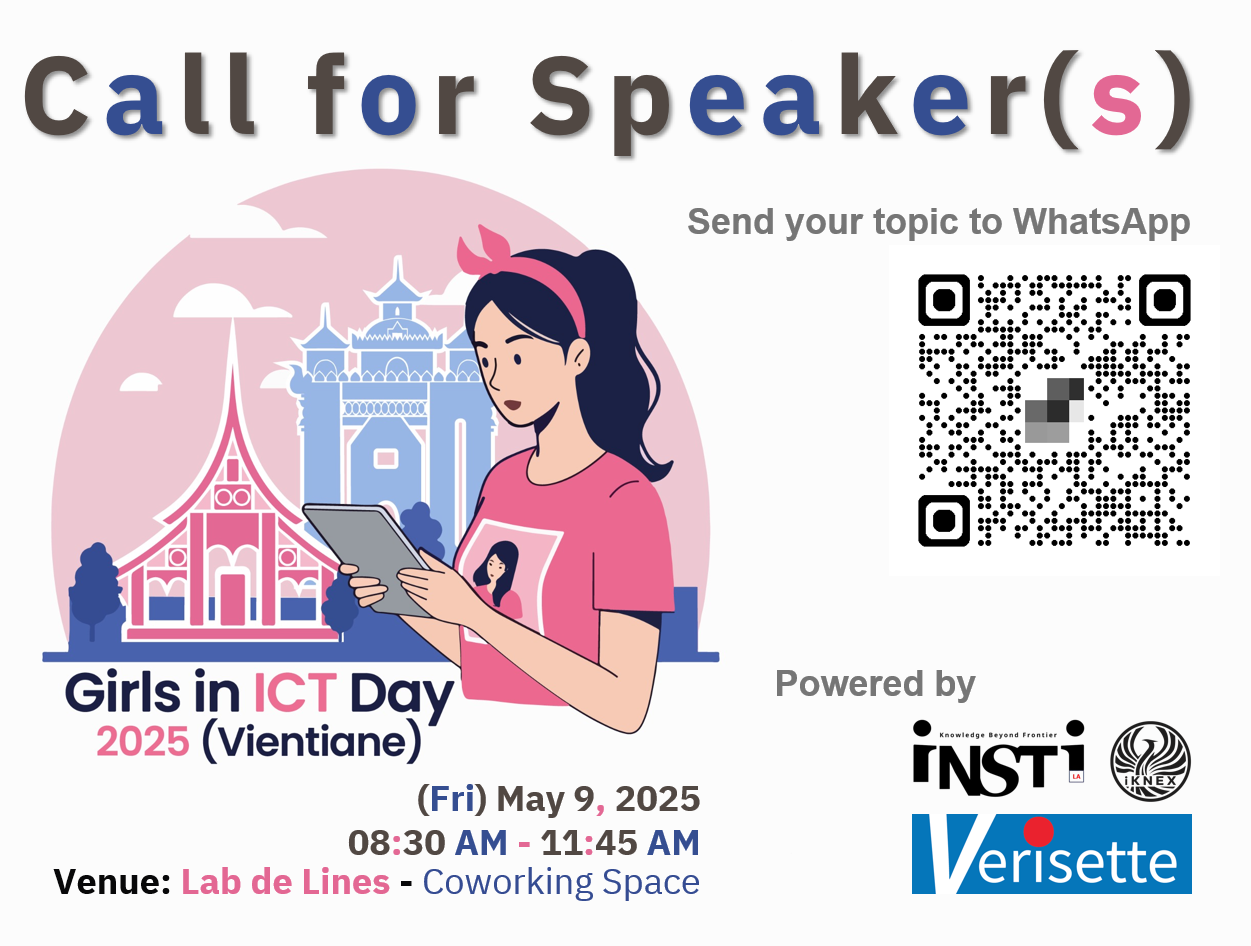 Call for Speaker(s)
Send your topic to WhatsApp
Girls in ICT Day
2025 (Vientiane)
(Fri) May 9, 2025
08:30 AM - 11:45 AM
Venue: Lab de Lines - Coworking Space
Powered by
Knowledge Beyond Frontier
iNSTi
LA
iKNEX
Verisette